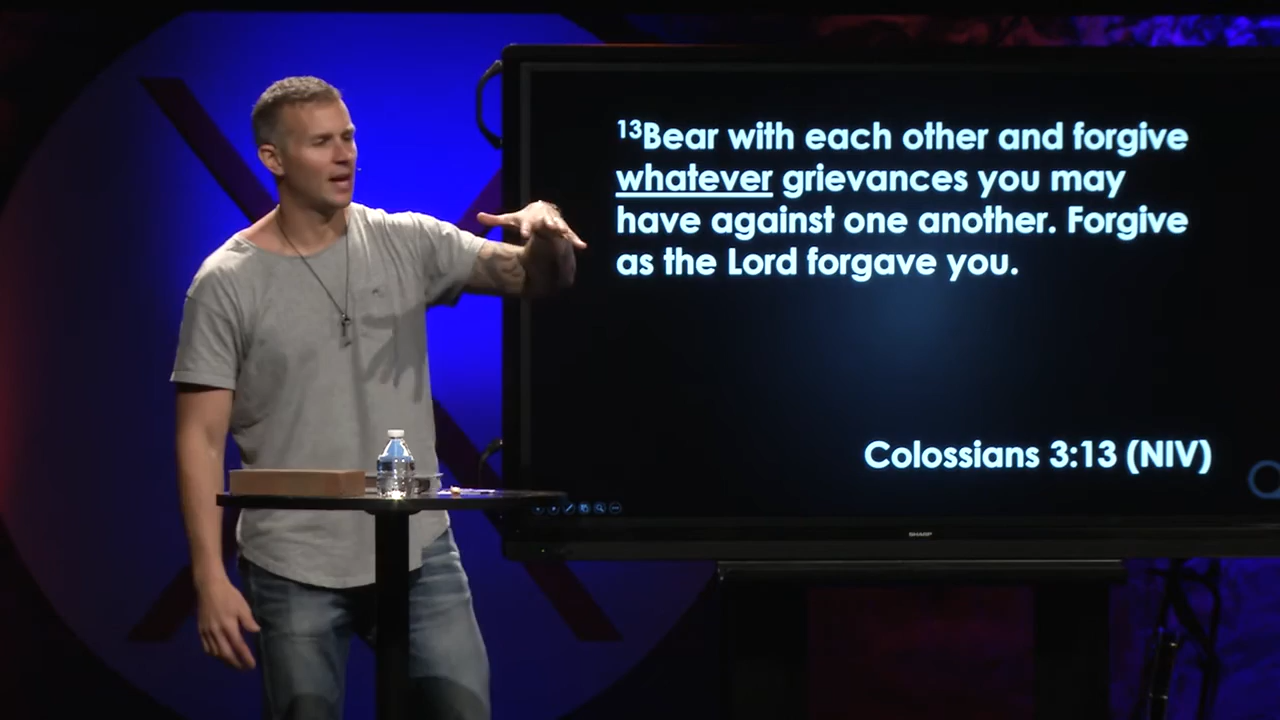 ¹³Bear with each other and forgive
whatever grievances you may
have against one another. Forgive
as the Lord forgave you.
Colossians 3:13 (NIV)
SHARP